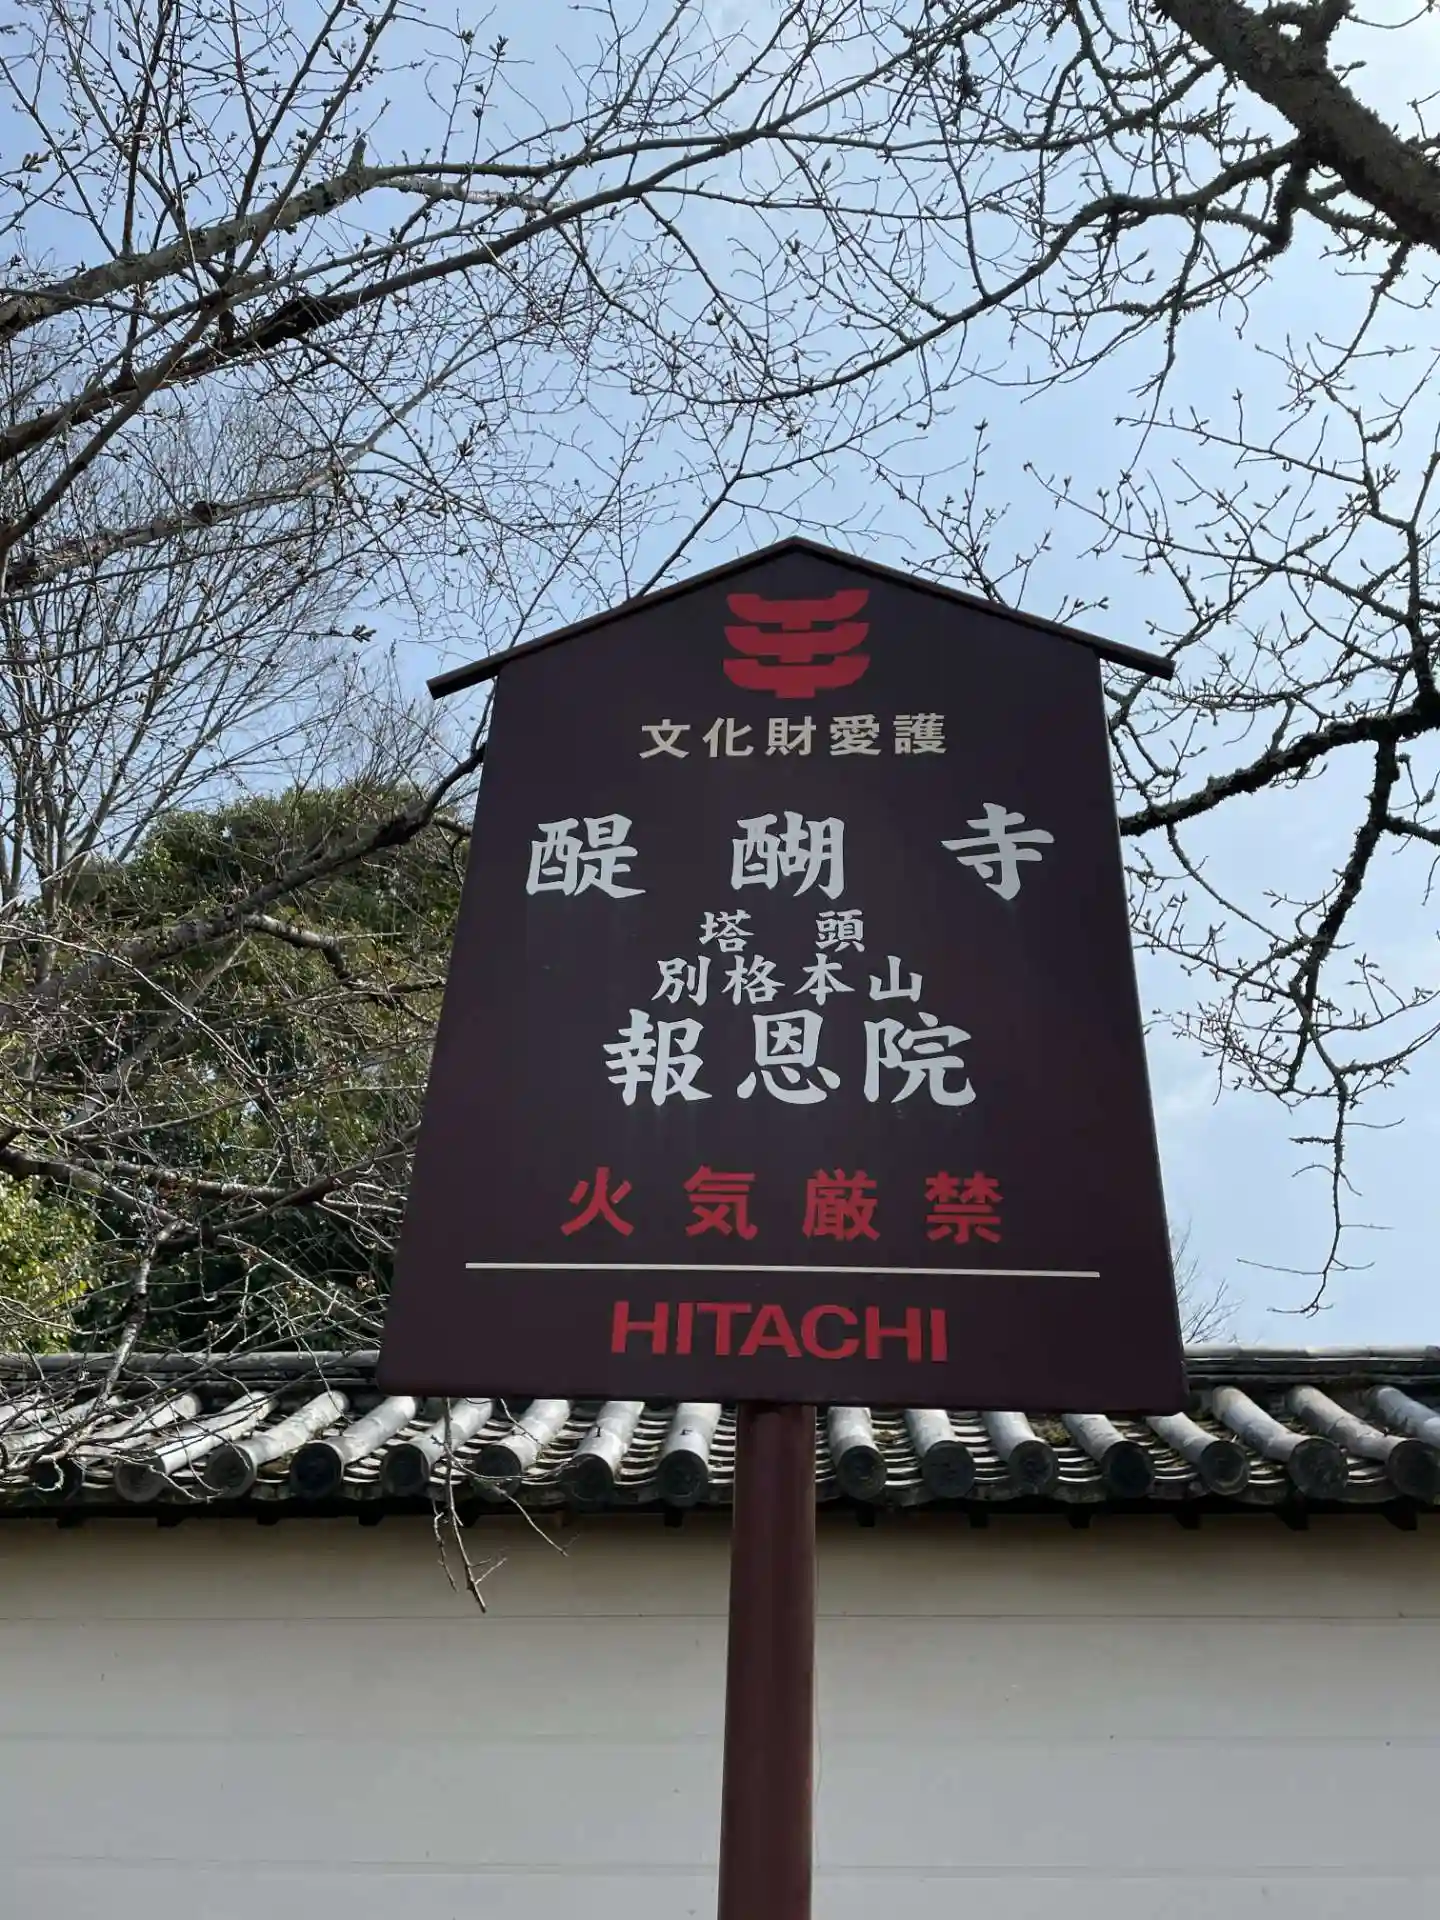 文化財愛護
醍醐寺
塔頭
別格本山
報恩院
火気厳禁
HITACHI